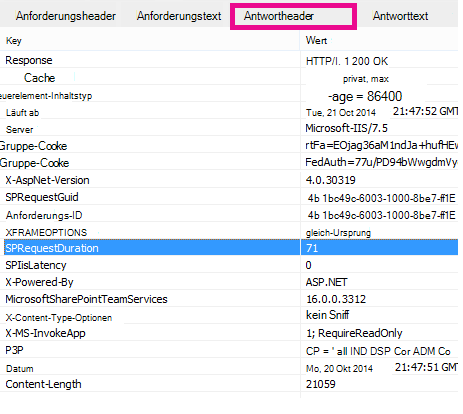 Anforderungsheader Anforderungstext Antwortheader Antworttext
Key Wert
Response HTTP/l. 1 200 OK
Cache privat, max
euerelement-Inhaltstyp -age = 86400
Läuft ab Tue, 21 Oct 2014 21:47:52 GMT
Server Microsoft-IIS/7.5
Gruppe-Cooke rtFa=EOjag36aM1ndJa+hufHEw
Gruppe-Cooke FedAuth=77u/PD94bWwgdmVy
X-AspNet-Version 4.0.30319
SPRequestGuid 4b 1bc49c-6003-1000-8be7-ff1E
Anforderungs-ID 4b 1bc49c-6003-1000-8be7-ff1E
XFRAMEOPTIONS gleich-Ursprung
SPRequestDuration 71
SPIisLatency 0
X-Powered-By ASP.NET
MicrosoftSharePointTeamServices 16.0.0.3312
X-Content-Type-Optionen kein Sniff
X-MS-InvokeApp 1; RequireReadOnly
P3P CP = ' all IND DSP Cor ADM Co
Datum Mo, 20 Okt 2014 21:47:51 GMT
Content-Length 21059